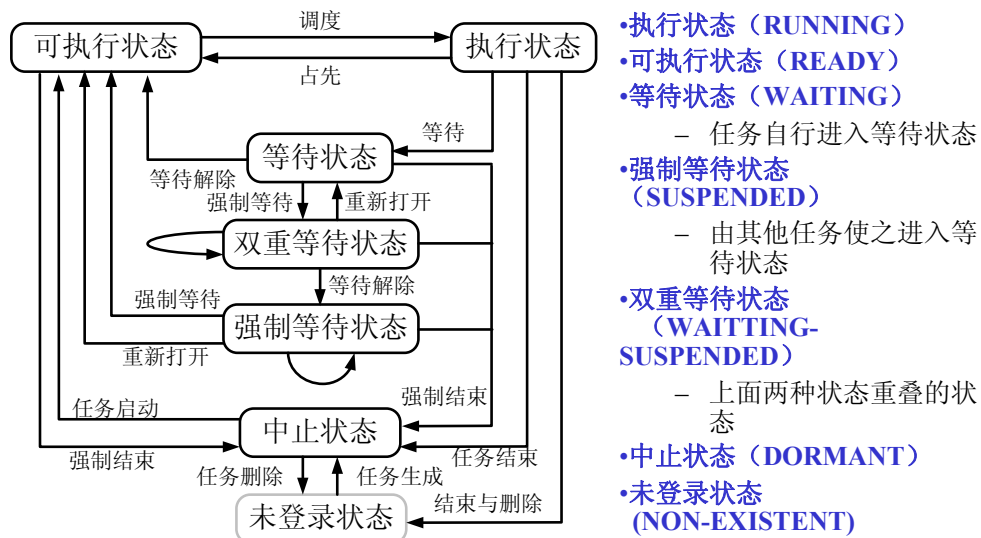 调度
可执行状态
执行状态
占先
等待
等待状态
等待解除
强制等待
重新打开
双重等待状态
等待解除
强制等待
强制等待状态
重新打开
强制结束
任务启动
中止状态
强制结束
任务结束
任务删除
任务生成
结束与删除
未登录状态
•执行状态（RUNNING）
•可执行状态（READY）
•等待状态（WAITING）
– 任务自行进入等待状态
•强制等待状态
（SUSPENDED）
– 由其他任务使之进入等
待状态
•双重等待状态
（WAITTING-
SUSPENDED）
– 上面两种状态重叠的状
态
•中止状态（DORMANT）
•未登录状态
(NON-EXISTENT)